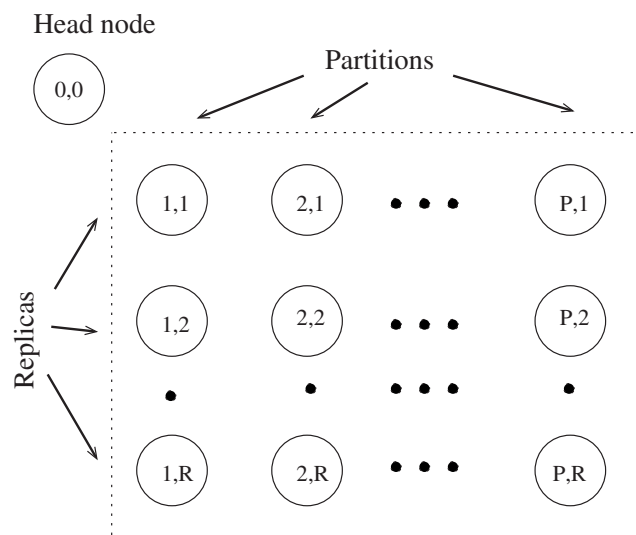 Head node
0,0
Partitions
1,1 2,1 P,1
Replicas
1,2 2,2 P,2
1,R 2,R P,R